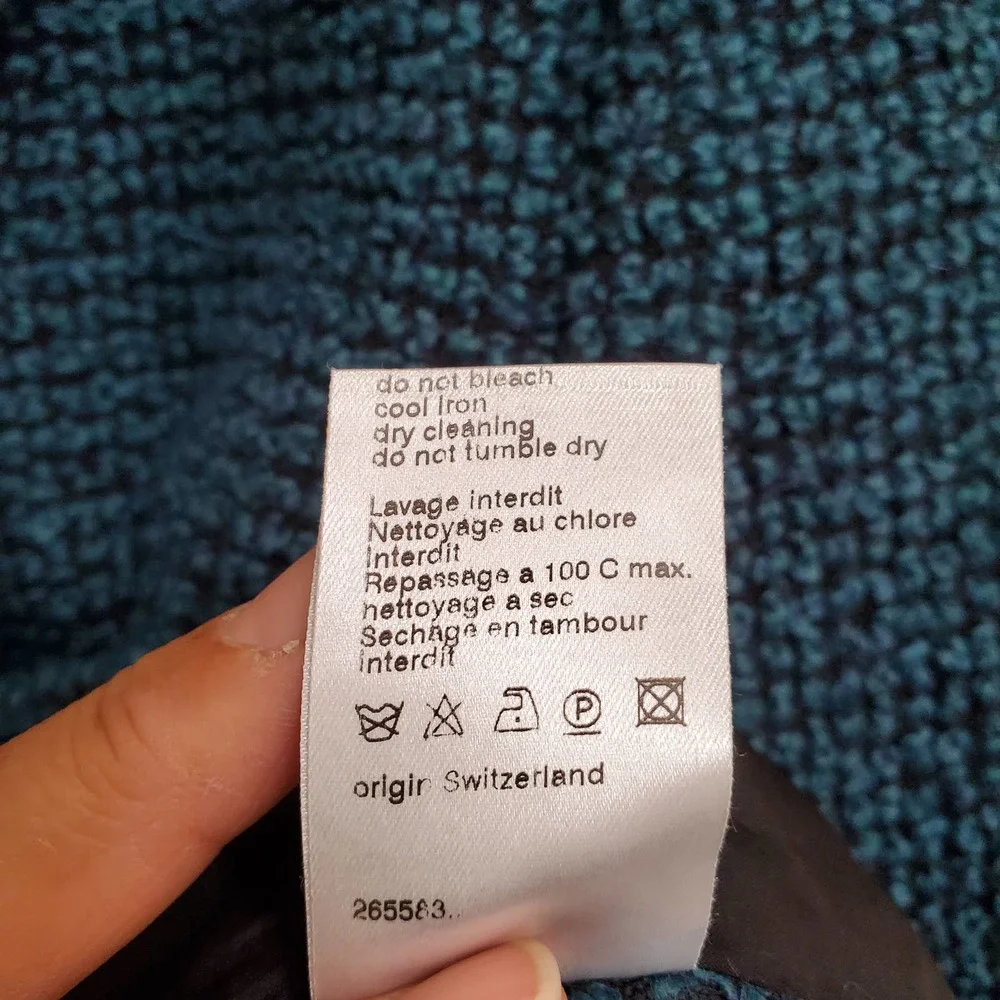 do not bleach
cool Iron
dry cleaning
do not tumble dry
Lavage interdit
Nettoyage au chlore
Interdit
Repassage a 100 C max.
nettoyage a sec
Sechage en tambour
interdit
P
origin Switzerland
265583..